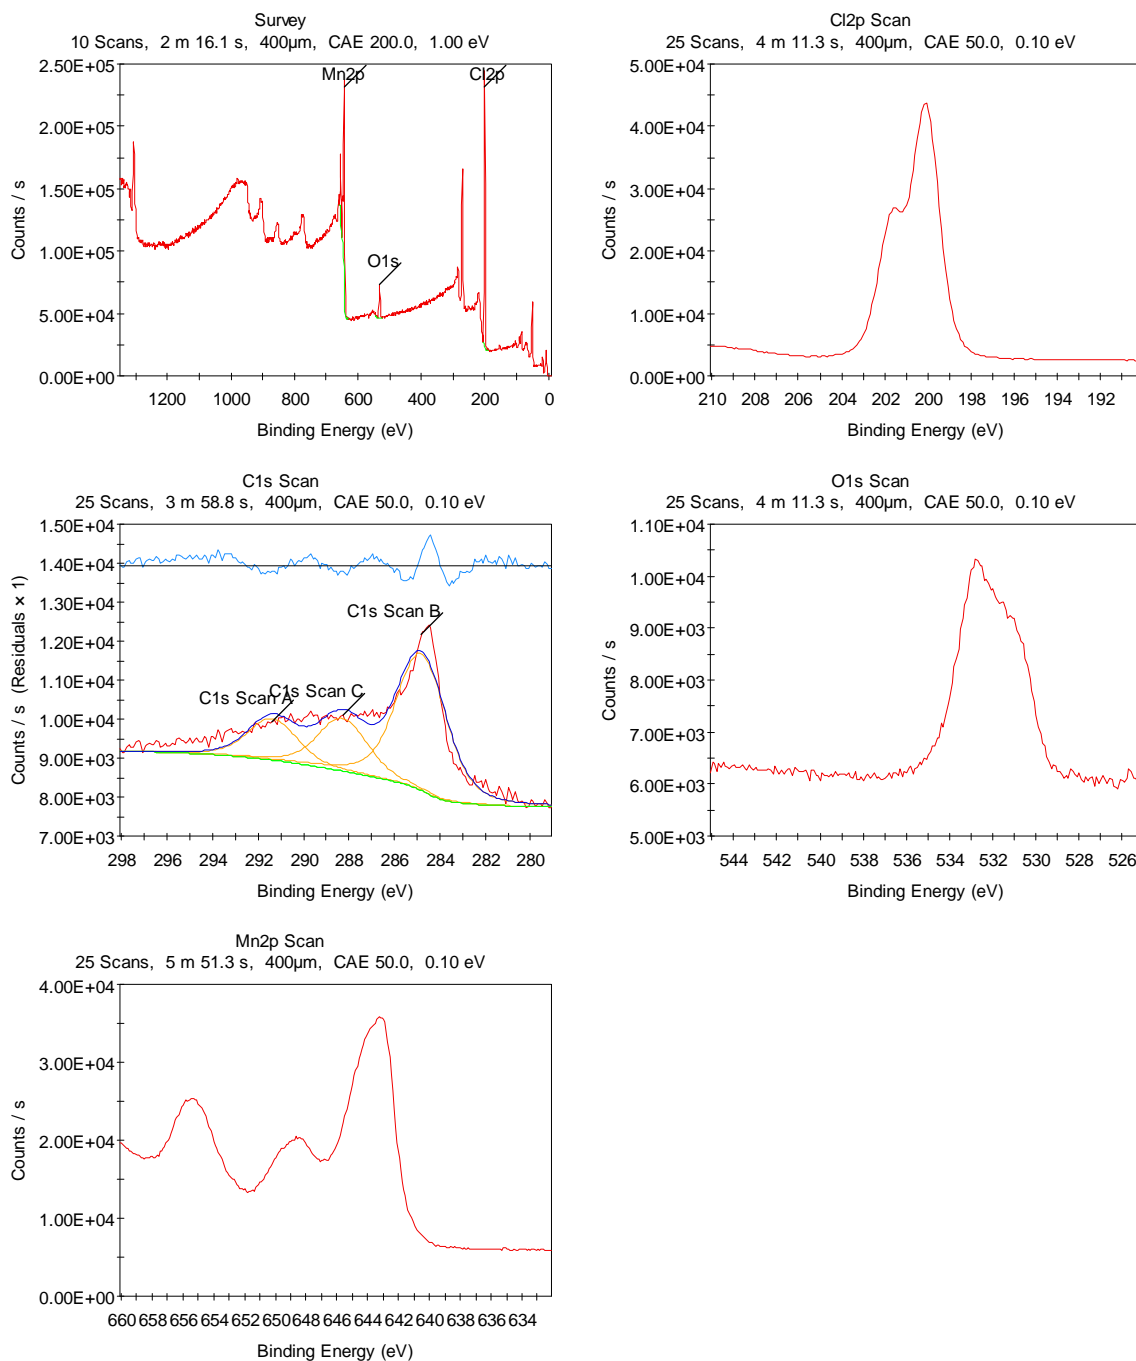 Survey
10 Scans, 2 m 16.1 s, 400µm, CAE 200.0, 1.00 eV
2.50E+05
2.00E+05
1.50E+05
1.00E+05
5.00E+04
0.00E+00
Counts / s
Mn2p
Cl2p
O1s
1200 1000 800 600 400 200 0
Binding Energy (eV)
Cl2p Scan
25 Scans, 4 m 11.3 s, 400µm, CAE 50.0, 0.10 eV
5.00E+04
4.00E+04
3.00E+04
2.00E+04
1.00E+04
0.00E+00
Counts / s
210 208 206 204 202 200 198 196 194 192
Binding Energy (eV)
C1s Scan
25 Scans, 3 m 58.8 s, 400µm, CAE 50.0, 0.10 eV
1.50E+04
1.40E+04
1.30E+04
1.20E+04
1.10E+04
1.00E+04
9.00E+03
8.00E+03
7.00E+03
Counts / s (Residuals × 1)
C1s Scan B
C1s Scan A
C1s Scan C
298 296 294 292 290 288 286 284 282 280
Binding Energy (eV)
O1s Scan
25 Scans, 4 m 11.3 s, 400µm, CAE 50.0, 0.10 eV
1.10E+04
1.00E+04
9.00E+03
8.00E+03
7.00E+03
6.00E+03
5.00E+03
Counts / s
544 542 540 538 536 534 532 530 528 526
Binding Energy (eV)
Mn2p Scan
25 Scans, 5 m 51.3 s, 400µm, CAE 50.0, 0.10 eV
4.00E+04
3.00E+04
2.00E+04
1.00E+04
0.00E+00
Counts / s
660 658 656 654 652 650 648 646 644 642 640 638 636 634
Binding Energy (eV)